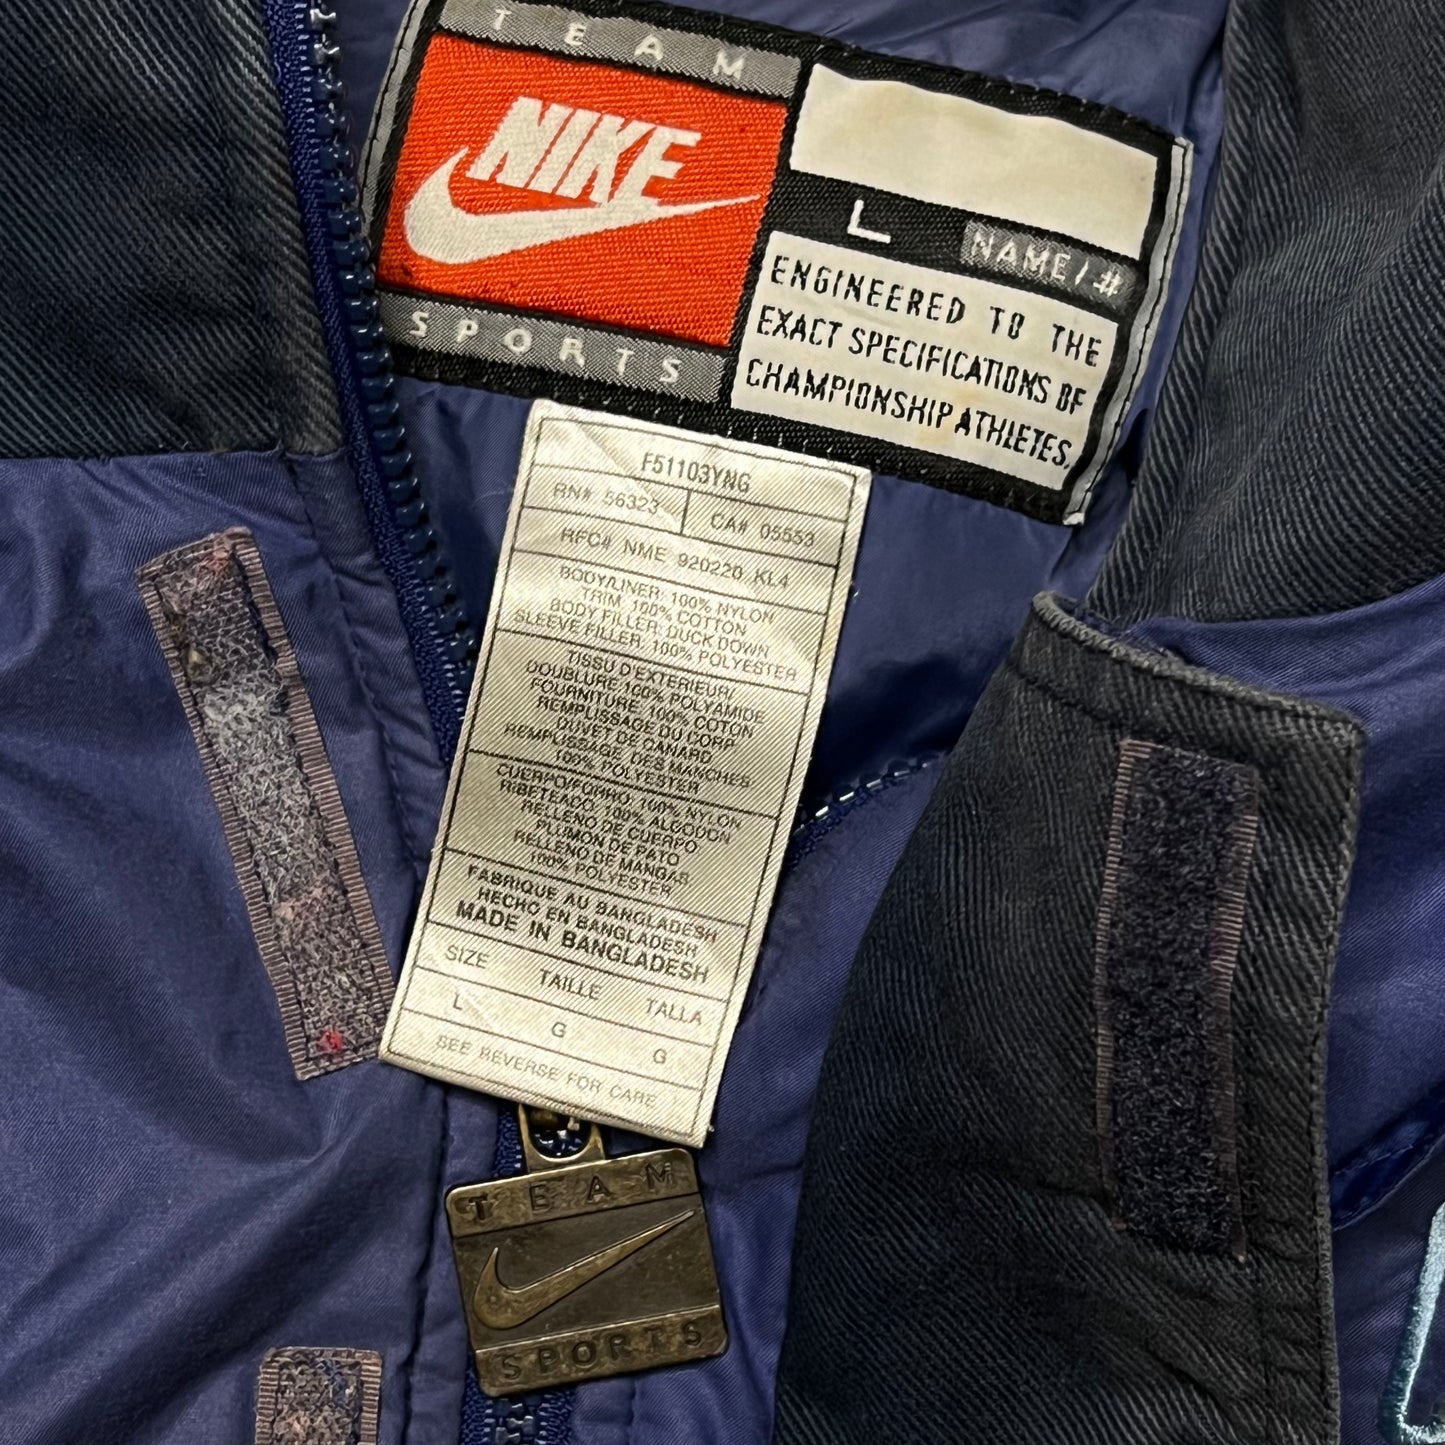 TEAM
NIKE
SPORTS
L
NAME / #
ENGINEERED TO THE
EXACT SPECIFICATIONS OF
CHAMPIONSHIP ATHLETES.
F51103YNG
RN# 56323
CA# 05553
RFC# NME 920220 KL4
BODY/LINER: 100% NYLON
TRIM: 100% COTTON
BODY FILLER: DUCK DOWN
SLEEVE FILLER: 100% POLYESTER
TISSU D'EXTERIEUR/
DOUBLURE:100% POLYAMIDE
FOURNITURE: 100% COTON
REMPLISSAGE DU CORP
DUVET DE CANARD
REMPLISSAGE DES MANCHES
100% POLYESTER
CUERPO/FORRO: 100% NYLON
RIBETEADO: 100% ALGODON
RELLENO DE CUERPO
PLUMON DE PATO
RELLENO DE MANGAS
100% POLYESTER
FABRIQUE AU BANGLADESH
HECHO EN BANGLADESH
MADE IN BANGLADESH
SIZE TAILLE TALLA
L G G
SEE REVERSE FOR CARE
TEAM
SPORTS